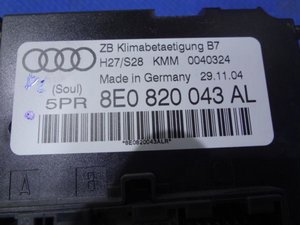 ZB Klimabetaetigung B7
H27/S28 KMM 0040324
Made in Germany 29.11.04
(Soul)
5PR 8E0 820 043 AL
*8E0820043ALR*
A